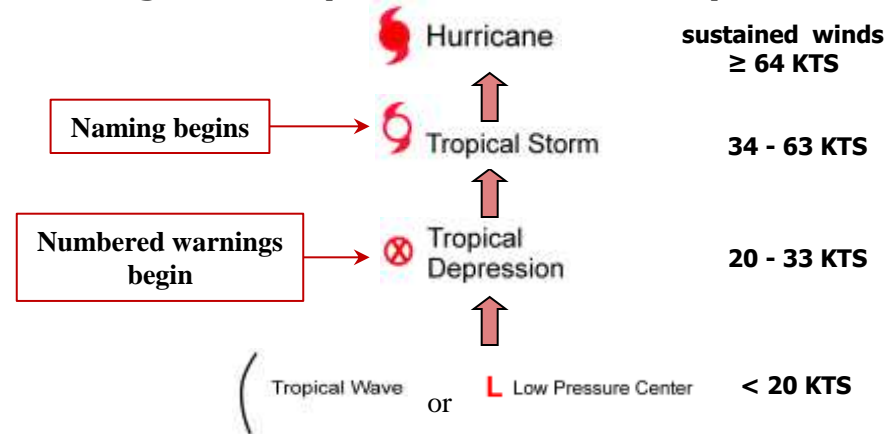 Hurricane
sustained winds
≥ 64 KTS
Naming begins
Tropical Storm
34 - 63 KTS
Numbered warnings
begin
Tropical
Depression
20 - 33 KTS
Tropical Wave or L Low Pressure Center
< 20 KTS